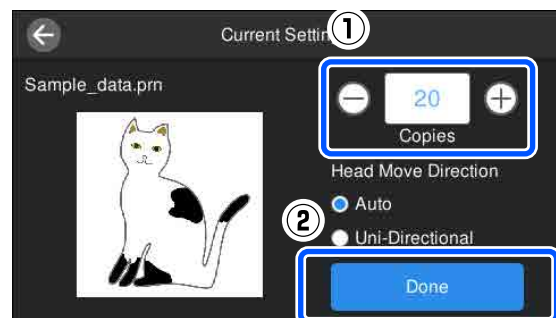 Current Settin
①
Sample_data.prn
20
Copies
Head Move Direction
Auto
②
Uni-Directional
Done